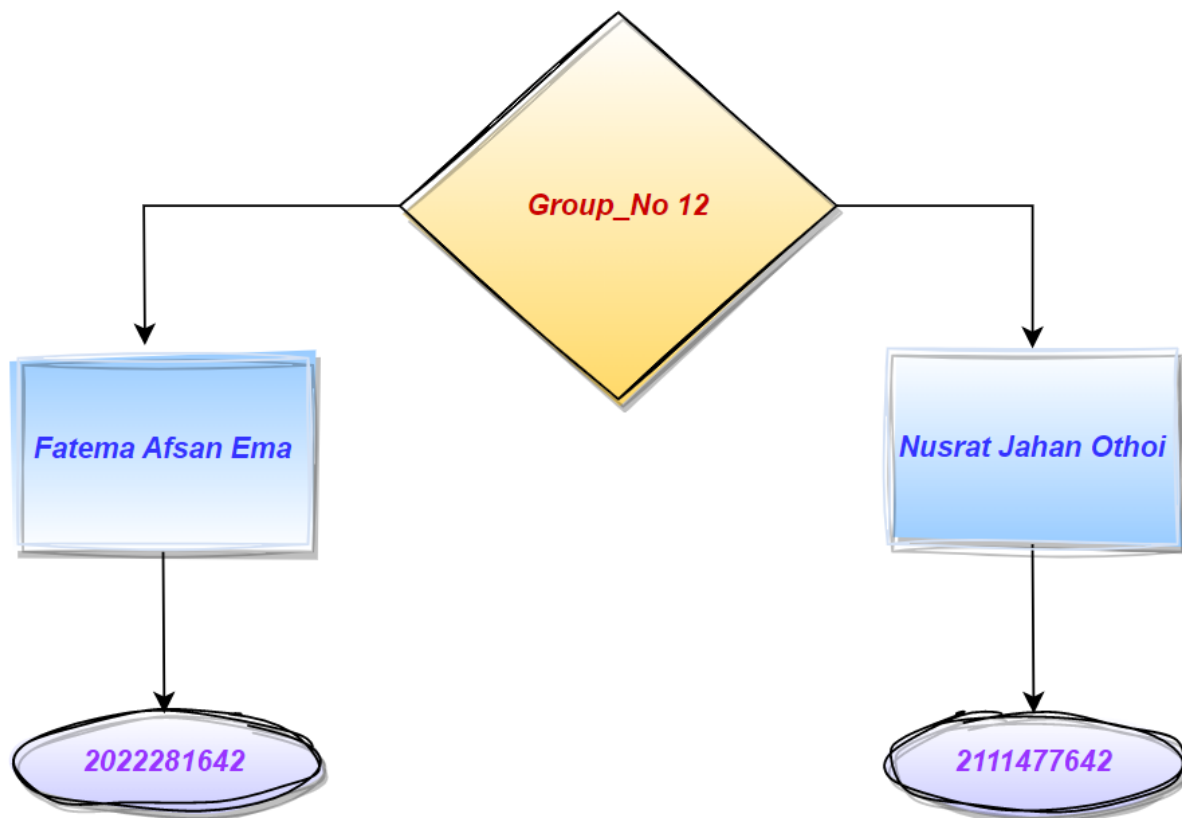 Group_No 12
Fatema Afsan Ema
Nusrat Jahan Othoi
2022281642
2111477642